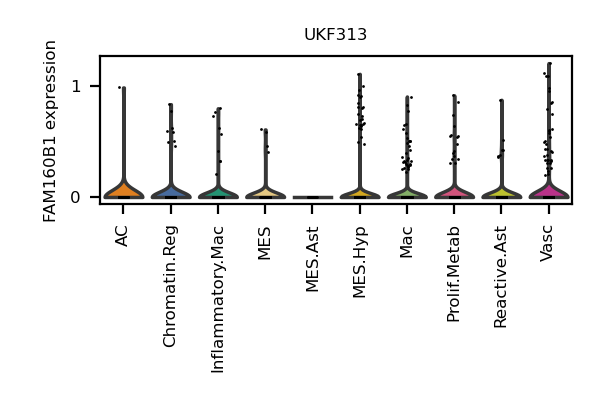 UKF313
FAM160B1 expression
1
0
AC
Chromatin.Reg
Inflammatory.Mac
MES
MES.Ast
MES.Hyp
Mac
Prolif.Metab
Reactive.Ast
Vasc